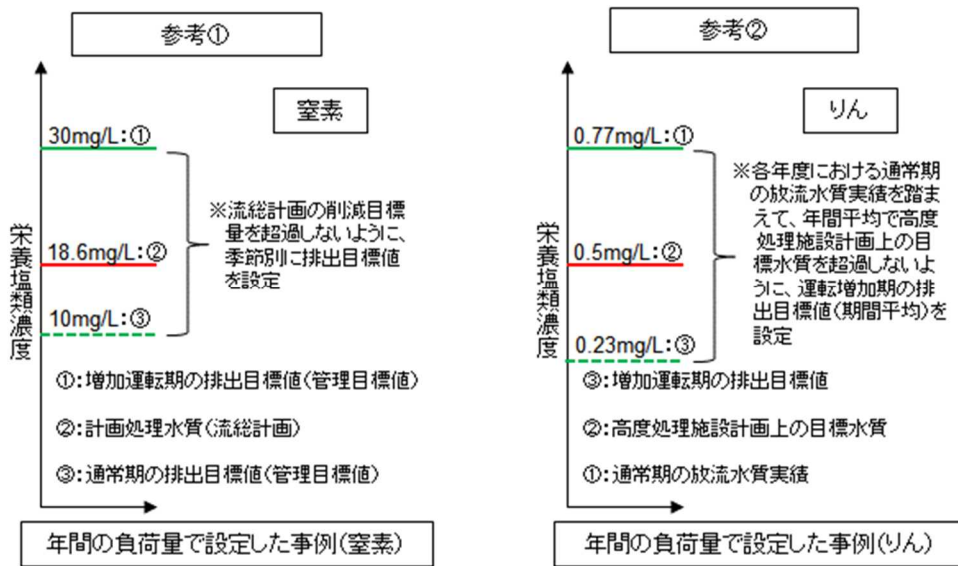 参考①
窒素
栄養塩類濃度
30mg/L:①
18.6mg/L:②
10mg/L:③
※流総計画の削減目標
量を超過しないように、
季節別に排出目標値
を設定
①:増加運転期の排出目標値(管理目標値)
②:計画処理水質(流総計画)
③:通常期の排出目標値(管理目標値)
年間の負荷量で設定した事例(窒素)
参考②
りん
栄養塩類濃度
0.77mg/L:①
0.5mg/L:②
0.23mg/L:③
※各年度における通常期
の放流水質実績を踏ま
えて、年間平均で高度
処理施設計画上の目
標水質を超過しないよ
うに、運転増加期の排
出目標値(期間平均)を
設定
③:増加運転期の排出目標値
②:高度処理施設計画上の目標水質
①:通常期の放流水質実績
年間の負荷量で設定した事例(りん)